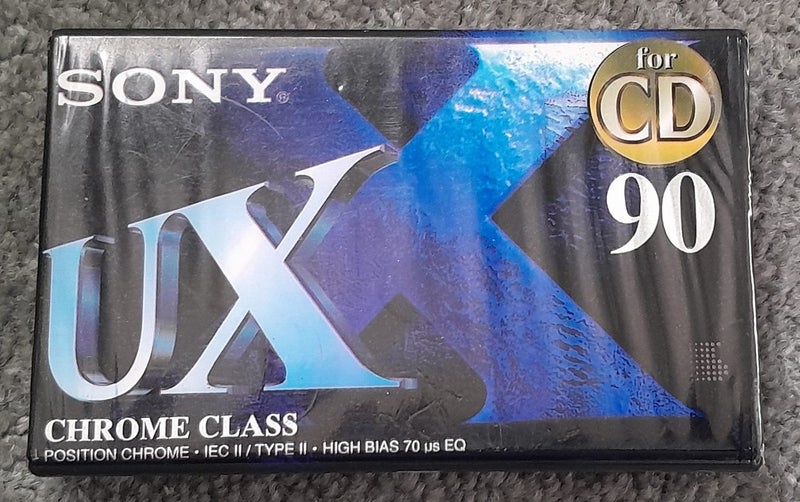 SONY®
for
CD
90
UX
CHROME CLASS
POSITION CHROME • IEC II / TYPE II • HIGH BIAS 70 µs EQ